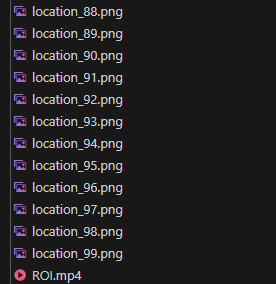 location_88.png
location_89.png
location_90.png
location_91.png
location_92.png
location_93.png
location_94.png
location_95.png
location_96.png
location_97.png
location_98.png
location_99.png
ROI.mp4